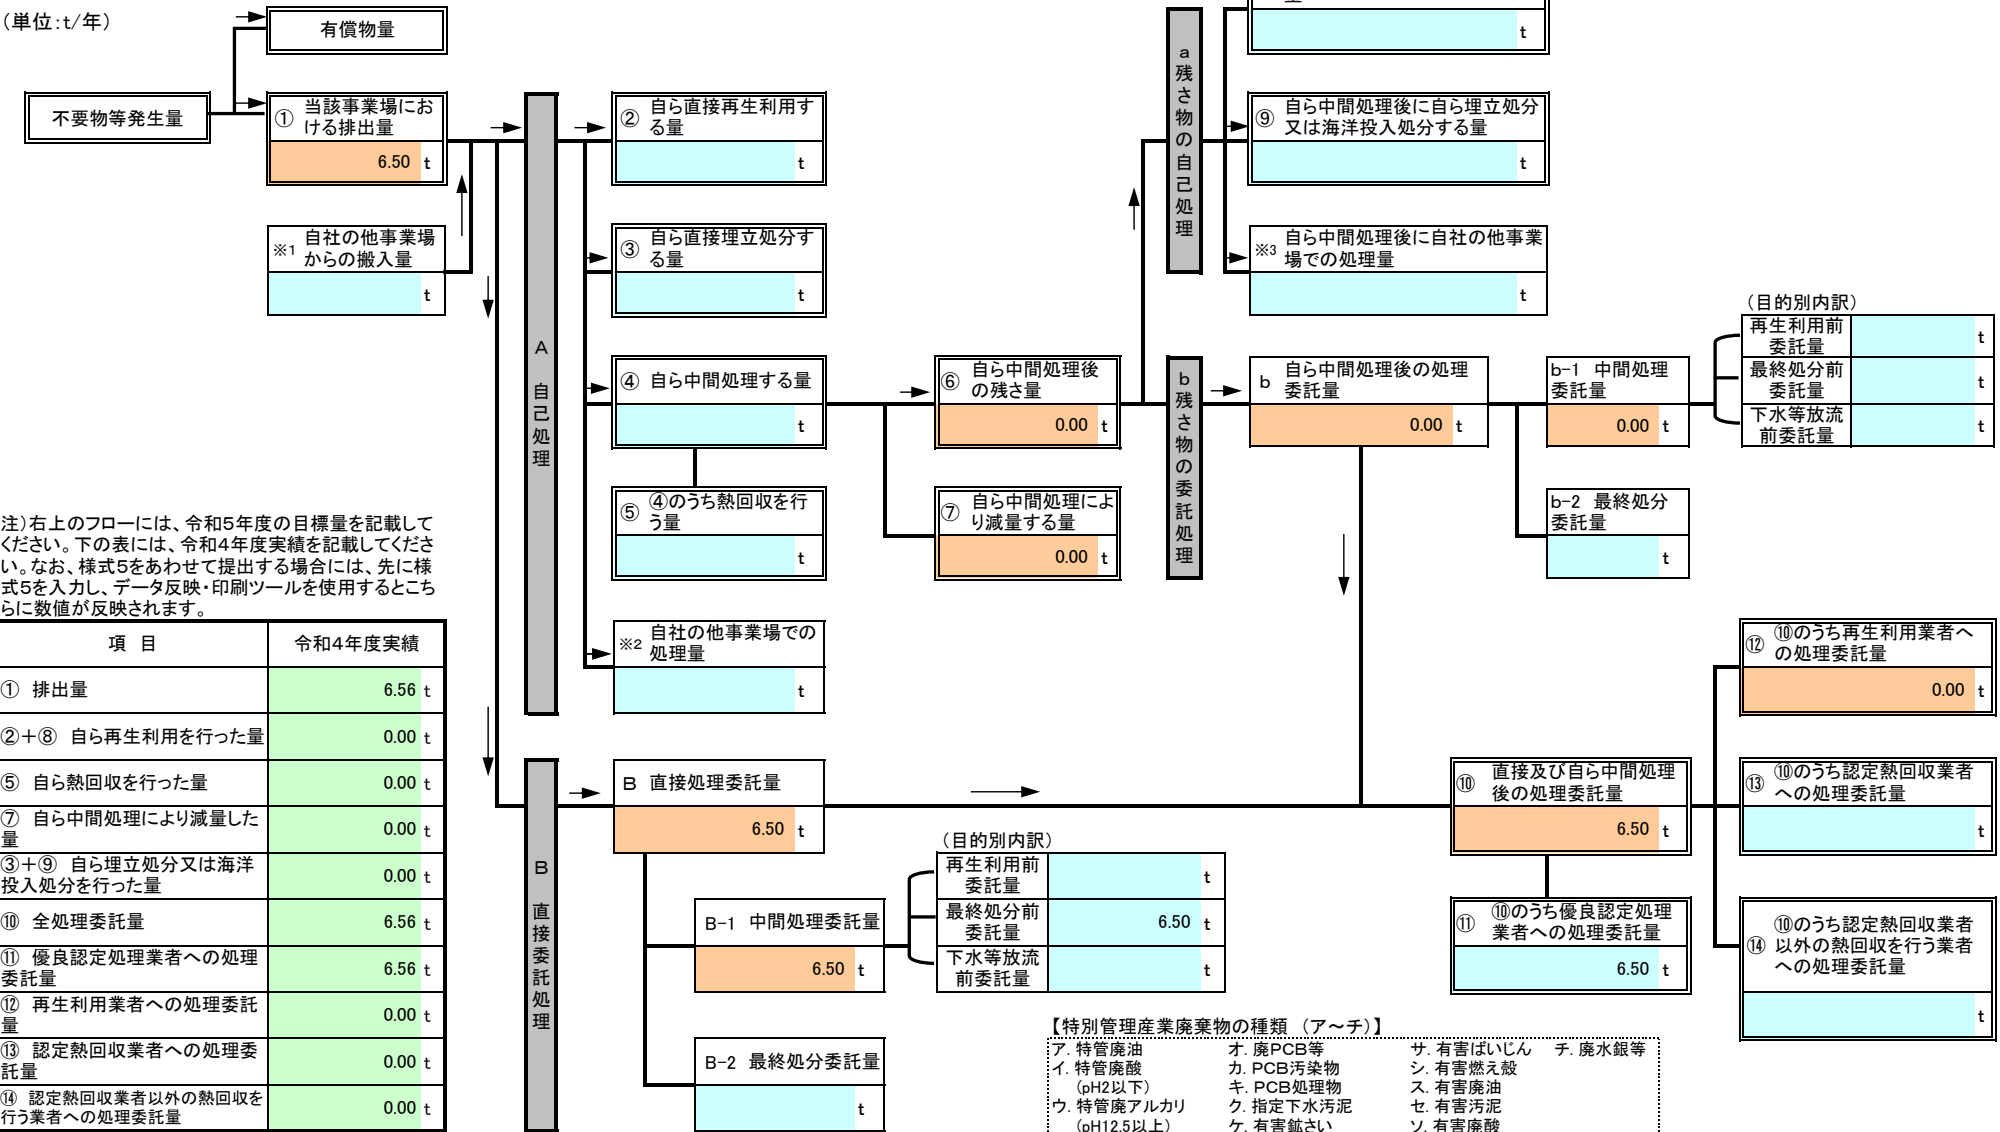 (単位:t/年)
有償物量
不要物等発生量
① 当該事業場にお
ける排出量
6.50 t
※1 自社の他事業場
からの搬入量
t
A 自己処理
② 自ら直接再生利用す
る量
t
③ 自ら直接埋立処分す
る量
t
④ 自ら中間処理する量
t
⑤ ④のうち熱回収を行
う量
t
※2 自社の他事業場での
処理量
t
⑥ 自ら中間処理後
の残さ量
0.00 t
⑦ 自ら中間処理によ
り減量する量
0.00 t
a残さ物の自己処理
t
⑨ 自ら中間処理後に自ら埋立処分
又は海洋投入処分する量
t
※3 自ら中間処理後に自社の他事業
場での処理量
t
b残さ物の委託処理
b 自ら中間処理後の処理
委託量
0.00 t
b-1 中間処理
委託量
0.00 t
(目的別内訳)
再生利用前
委託量
t
最終処分前
委託量
t
下水等放流
前委託量
t
b-2 最終処分
委託量
t
注)右上のフローには、令和5年度の目標量を記載して
ください。下の表には、令和4年度実績を記載してくださ
い。なお、様式5をあわせて提出する場合には、先に様
式5を入力し、データ反映・印刷ツールを使用するとこち
らに数値が反映されます。
項 目 令和4年度実績
① 排出量 6.56 t
②+⑧ 自ら再生利用を行った量 0.00 t
⑤ 自ら熱回収を行った量 0.00 t
⑦ 自ら中間処理により減量した
量 0.00 t
③+⑨ 自ら埋立処分又は海洋
投入処分を行った量 0.00 t
⑩ 全処理委託量 6.56 t
⑪ 優良認定処理業者への処理
委託量 6.56 t
⑫ 再生利用業者への処理委託
量 0.00 t
⑬ 認定熱回収業者への処理委
託量 0.00 t
⑭ 認定熱回収業者以外の熱回収を
行う業者への処理委託量 0.00 t
B 直接委託処理
B 直接処理委託量
6.50 t
B-1 中間処理委託量
6.50 t
B-2 最終処分委託量
t
(目的別内訳)
再生利用前
委託量
t
最終処分前
委託量
6.50 t
下水等放流
前委託量
t
⑩ 直接及び自ら中間処理
後の処理委託量
6.50 t
⑪ ⑩のうち優良認定処理
業者への処理委託量
6.50 t
⑫ ⑩のうち再生利用業者へ
の処理委託量
0.00 t
⑬ ⑩のうち認定熱回収業者
への処理委託量
t
⑭ ⑩のうち認定熱回収業者
以外の熱回収を行う業者
への処理委託量
t
【特別管理産業廃棄物の種類 (ア~チ)】
ア. 特管廃油 オ. 廃PCB等 サ. 有害ばいじん チ. 廃水銀等
イ. 特管廃酸 カ. PCB汚染物 シ. 有害燃え殻
(pH2以下) キ. PCB処理物 ス. 有害廃油
ウ. 特管廃アルカリ ク. 指定下水汚泥 セ. 有害汚泥
(pH12.5以上) ケ. 有害鉱さい ソ. 有害廃酸